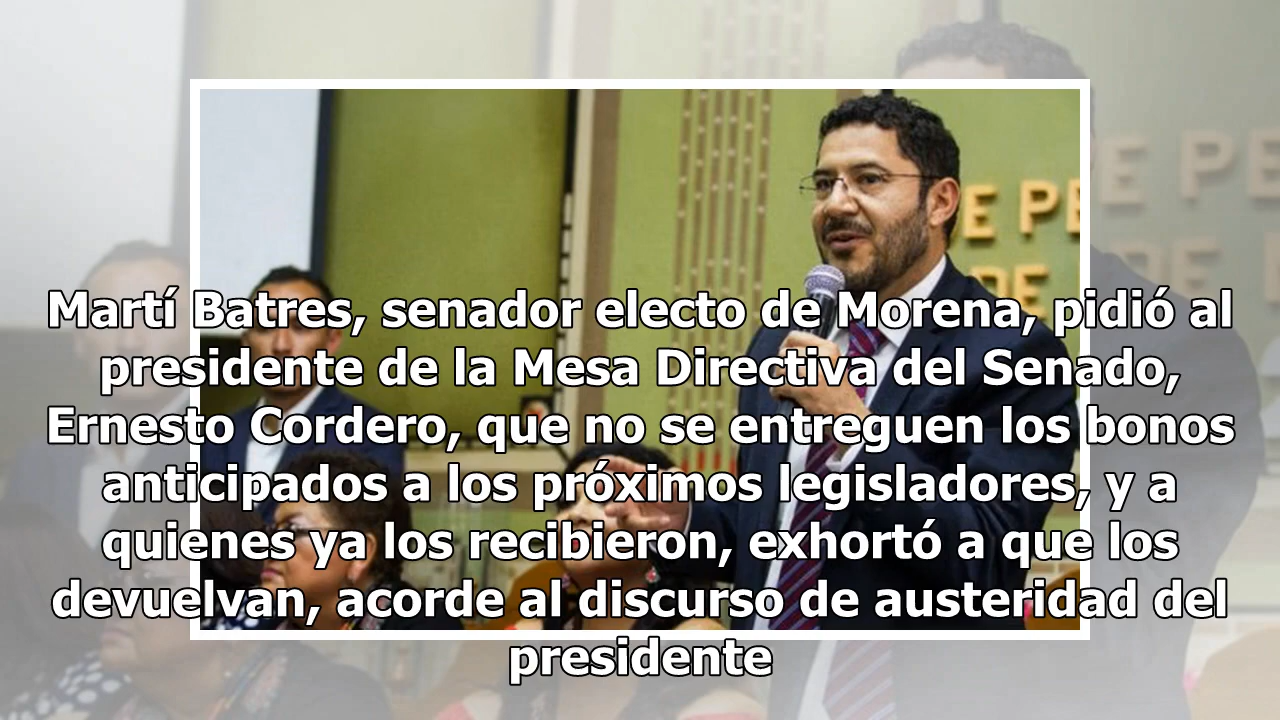 E PE
DE
Martí Batres, senador electo de Morena, pidió al
presidente de la Mesa Directiva del Senado,
Ernesto Cordero, que no se entreguen los bonos
anticipados a los próximos legisladores, y a
quienes ya los recibieron, exhortó a que los
devuelvan, acorde al discurso de austeridad del
presidente